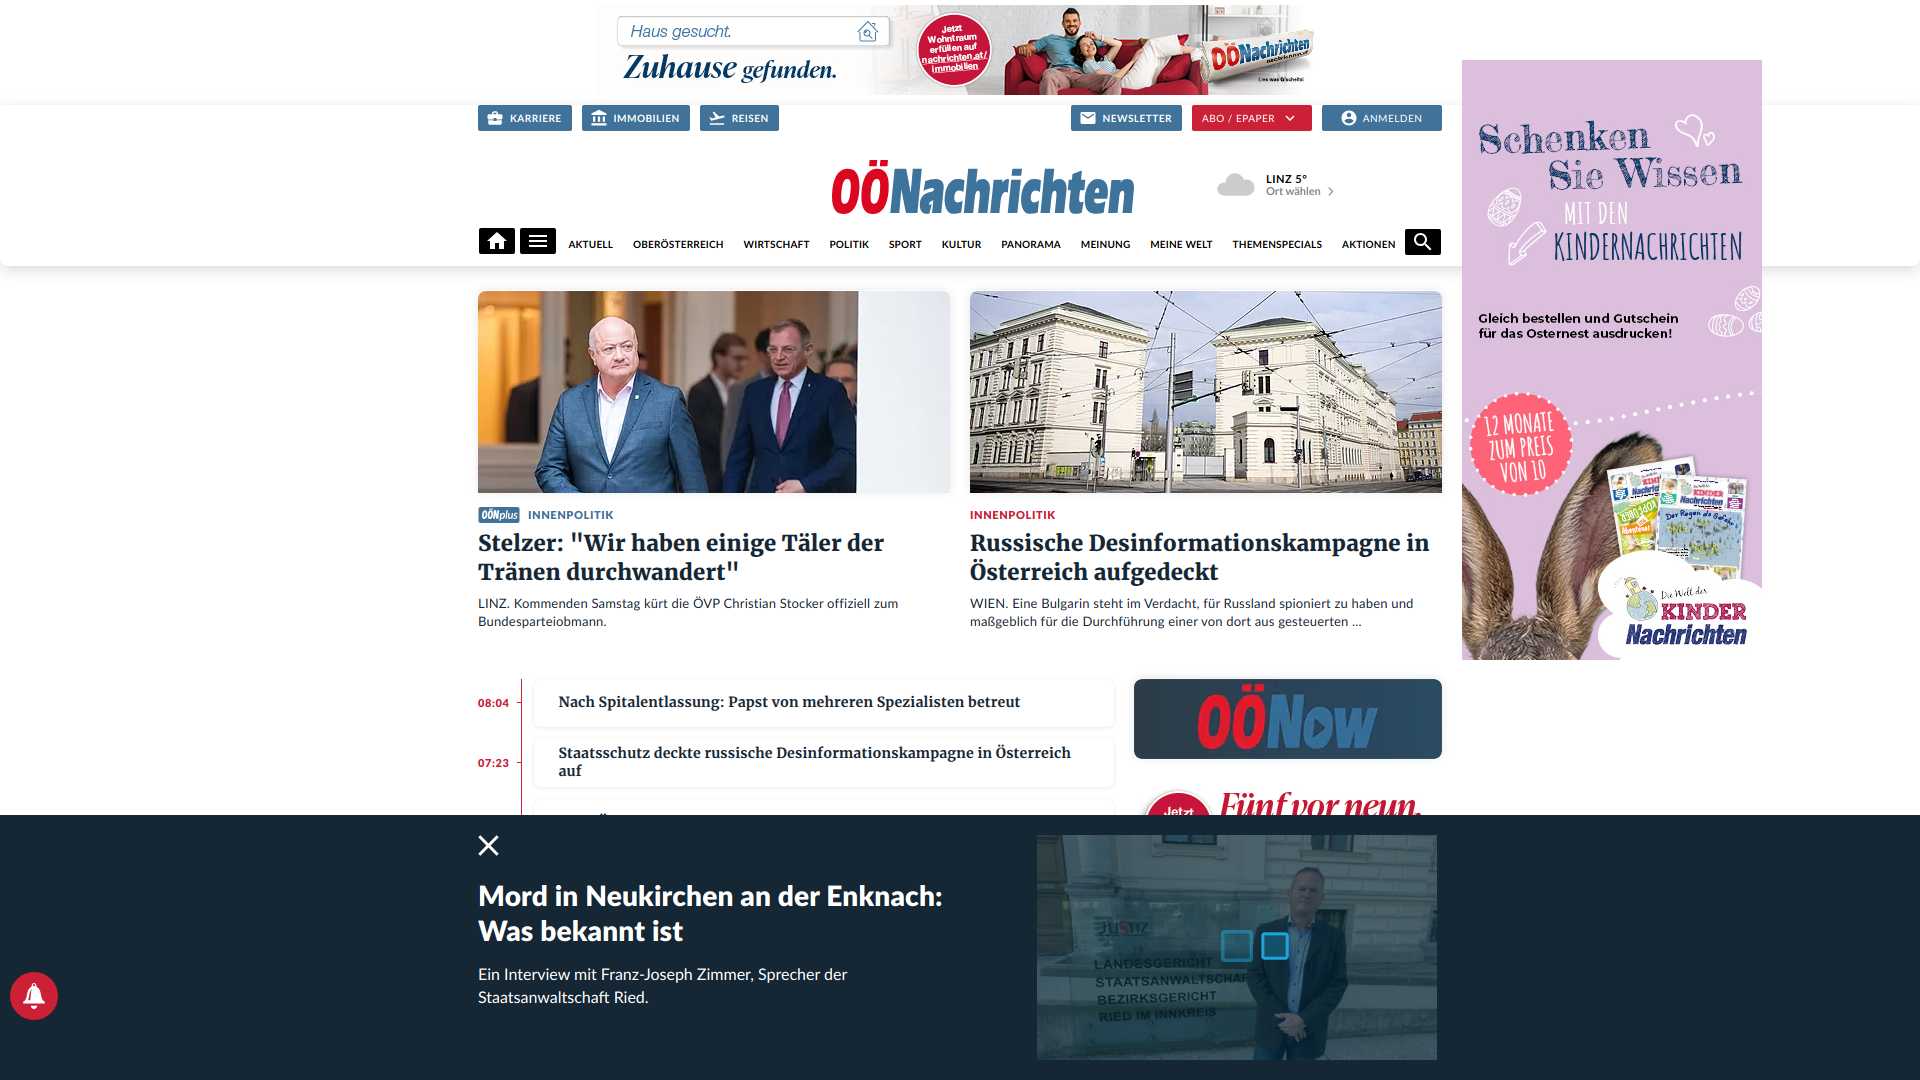 Haus gesucht.
Zuhause gefunden.
Jetzt
Wohntraum
erfüllen auf
nachrichten.at/
immobilien
OÖNachrichten
Lies was G'scheits!
KARRIERE
IMMOBILIEN
REISEN
NEWSLETTER
ABO / EPAPER
ANMELDEN
OÖNachrichten
LINZ 5°
Ort wählen
AKTUELL
OBERÖSTERREICH
WIRTSCHAFT
POLITIK
SPORT
KULTUR
PANORAMA
MEINUNG
MEINE WELT
THEMENSPECIALS
AKTIONEN
Schenken
Sie Wissen
MIT DEN
KINDERNACHRICHTEN
Gleich bestellen und Gutschein
für das Osternest ausdrucken!
12 MONATE
ZUM PREIS
VON 10
Die Welt der
KINDER
Nachrichten
OÖNplus INNENPOLITIK
Stelzer: "Wir haben einige Täler der
Tränen durchwandert"
LINZ. Kommenden Samstag kürt die ÖVP Christian Stocker offiziell zum
Bundesparteiobmann.
INNENPOLITIK
Russische Desinformationskampagne in
Österreich aufgedeckt
WIEN. Eine Bulgarin steht im Verdacht, für Russland spioniert zu haben und
maßgeblich für die Durchführung einer von dort aus gesteuerten ...
08:04
Nach Spitalentlassung: Papst von mehreren Spezialisten betreut
07:23
Staatsschutz deckte russische Desinformationskampagne in Österreich
auf
OÖNow
Jetzt
Fünf vor neun.
Mord in Neukirchen an der Enknach:
Was bekannt ist
Ein Interview mit Franz-Joseph Zimmer, Sprecher der
Staatsanwaltschaft Ried.
LANDESGERICHT
STAATSANWALTSCHAF
BEZIRKSGERICHT
RIED IM INNKREIS